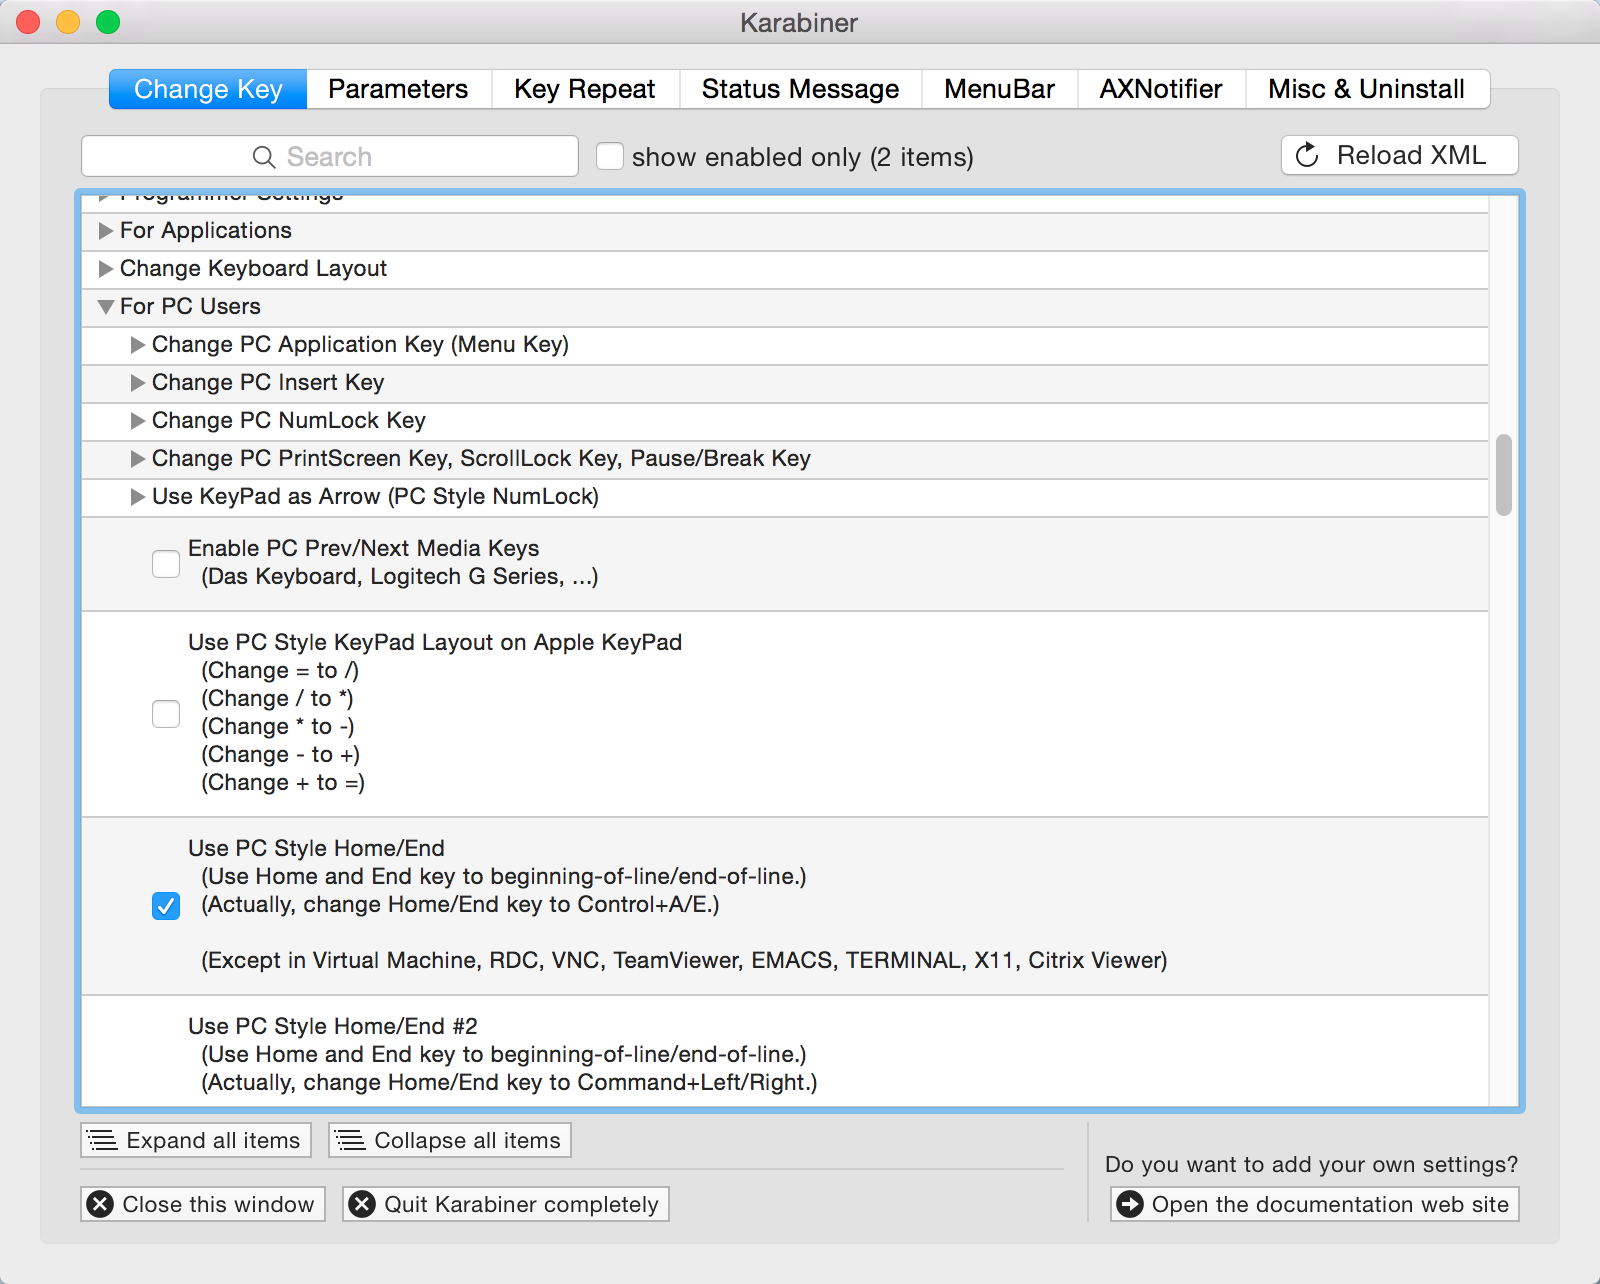 Karabiner
Change Key
Parameters
Key Repeat
Status Message
MenuBar
AXNotifier
Misc & Uninstall
Search
show enabled only (2 items)
Reload XML
Programmer Settings
For Applications
Change Keyboard Layout
For PC Users
Change PC Application Key (Menu Key)
Change PC Insert Key
Change PC NumLock Key
Change PC PrintScreen Key, ScrollLock Key, Pause/Break Key
Use KeyPad as Arrow (PC Style NumLock)
Enable PC Prev/Next Media Keys
(Das Keyboard, Logitech G Series, ...)
Use PC Style KeyPad Layout on Apple KeyPad
(Change = to /)
(Change / to *)
(Change * to -)
(Change - to +)
(Change + to =)
Use PC Style Home/End
(Use Home and End key to beginning-of-line/end-of-line.)
(Actually, change Home/End key to Control+A/E.)
(Except in Virtual Machine, RDC, VNC, TeamViewer, EMACS, TERMINAL, X11, Citrix Viewer)
Use PC Style Home/End #2
(Use Home and End key to beginning-of-line/end-of-line.)
(Actually, change Home/End key to Command+Left/Right.)
Expand all items
Collapse all items
Do you want to add your own settings?
Close this window
Quit Karabiner completely
Open the documentation web site